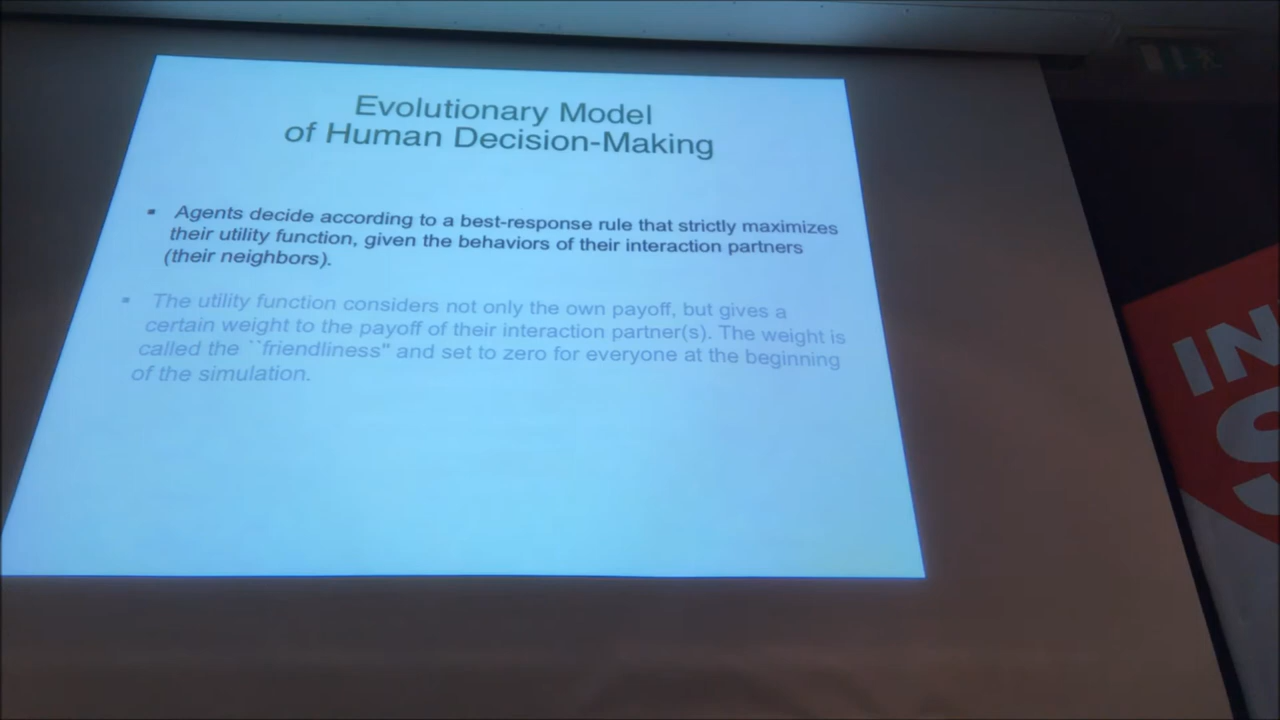 Evolutionary Model
of Human Decision-Making
▪ Agents decide according to a best-response rule that strictly maximizes
their utility function, given the behaviors of their interaction partners
(their neighbors).
▪ The utility function considers not only the own payoff, but gives a
certain weight to the payoff of their interaction partner(s). The weight is
called the ``friendliness" and set to zero for everyone at the beginning
of the simulation.
IN
S